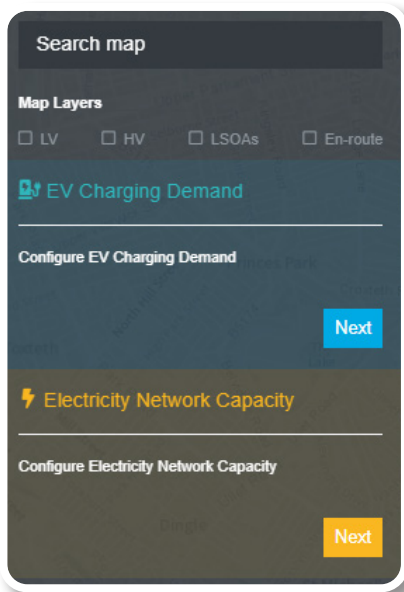 Search map
Map Layers
LV HV LSOAs En-route
EV Charging Demand
Configure EV Charging Demand
Next
Electricity Network Capacity
Configure Electricity Network Capacity
Dingle
Next